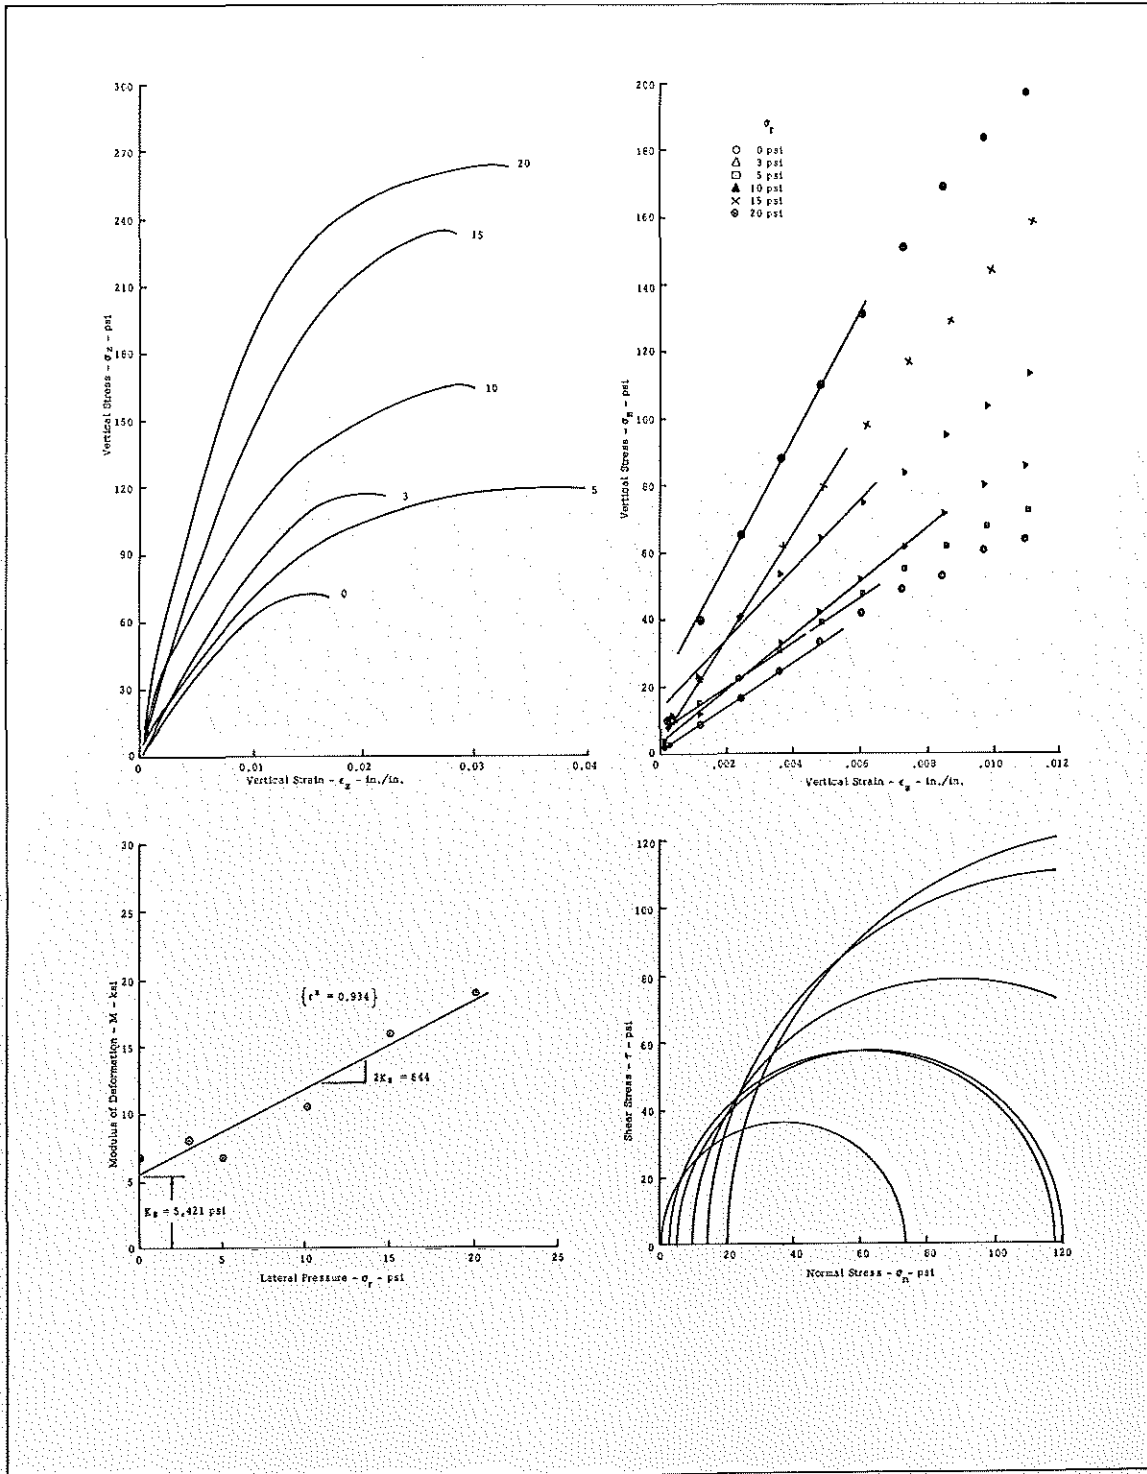 300
270
240
210
180
150
120
90
60
30
0
Vertical Stress - σz - psi
20
15
10
3
5
0
0 0.01 0.02 0.03 0.04
Vertical Strain - εz - in./in.
200
180
160
140
120
100
80
60
40
20
0
Vertical Stress - σz - psi
σr
○ 0 psi
△ 3 psi
□ 5 psi
▲ 10 psi
× 15 psi
⊙ 20 psi
0 .002 .004 .006 .008 .010 .012
Vertical Strain - εz - in./in.
30
25
20
15
10
5
0
Modulus of Deformation - M - ksi
{r² = 0.934}
2K₂ = 644
= 5,421 psi
0 5 10 15 20 25
Lateral Pressure - σr - psi
120
100
80
60
40
20
0
Shear Stress - τ - psi
0 20 40 60 80 100 120
Normal Stress - σn - psi